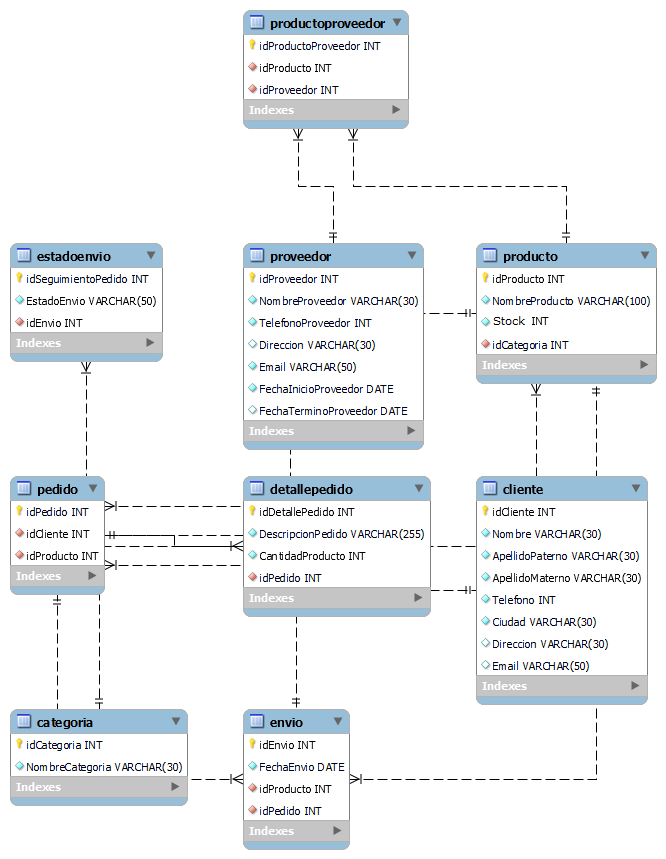 productoproveedor
idProductoProveedor INT
idProducto INT
idProveedor INT
Indexes
estadoenvio
idSeguimientoPedido INT
EstadoEnvio VARCHAR(50)
idEnvio INT
Indexes
proveedor
idProveedor INT
NombreProveedor VARCHAR(30)
TelefonoProveedor INT
Direccion VARCHAR(30)
Email VARCHAR(50)
FechaInicioProveedor DATE
FechaTerminoProveedor DATE
Indexes
producto
idProducto INT
NombreProducto VARCHAR(100)
Stock INT
idCategoria INT
Indexes
pedido
idPedido INT
idCliente INT
idProducto INT
Indexes
detallepedido
idDetallePedido INT
DescripcionPedido VARCHAR(255)
CantidadProducto INT
idPedido INT
Indexes
cliente
idCliente INT
Nombre VARCHAR(30)
ApellidoPaterno VARCHAR(30)
ApellidoMaterno VARCHAR(30)
Telefono INT
Ciudad VARCHAR(30)
Direccion VARCHAR(30)
Email VARCHAR(50)
Indexes
categoria
idCategoria INT
NombreCategoria VARCHAR(30)
Indexes
envio
idEnvio INT
FechaEnvio DATE
idProducto INT
idPedido INT
Indexes